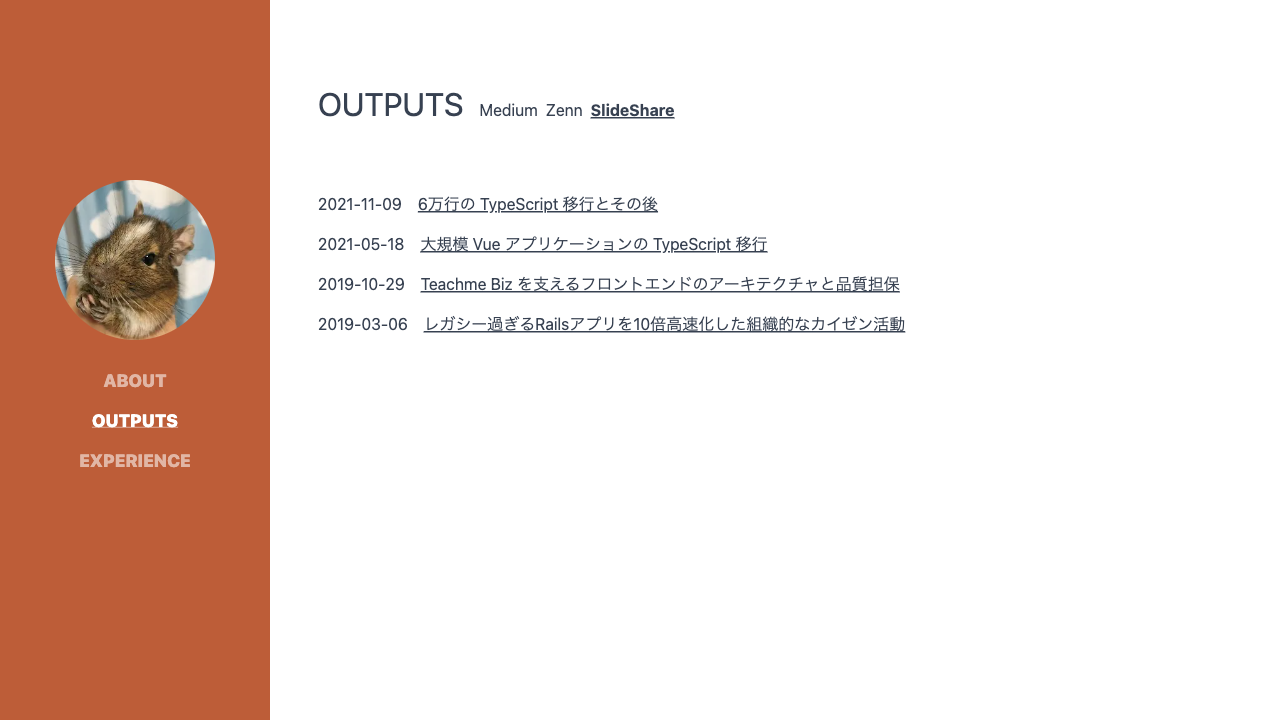 ABOUT
OUTPUTS
EXPERIENCE
OUTPUTS Medium Zenn SlideShare
2021-11-09 6万行の TypeScript 移行とその後
2021-05-18 大規模 Vue アプリケーションの TypeScript 移行
2019-10-29 Teachme Biz を支えるフロントエンドのアーキテクチャと品質担保
2019-03-06 レガシー過ぎるRailsアプリを10倍高速化した組織的なカイゼン活動